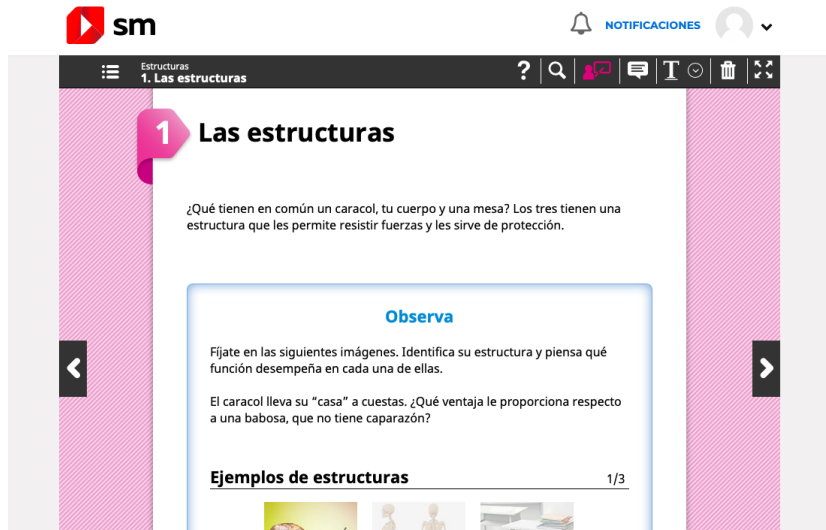 sm
NOTIFICACIONES
Estructuras
1. Las estructuras
?
T
1
Las estructuras
¿Qué tienen en común un caracol, tu cuerpo y una mesa? Los tres tienen una
estructura que les permite resistir fuerzas y les sirve de protección.
Observa
Fíjate en las siguientes imágenes. Identifica su estructura y piensa qué
función desempeña en cada una de ellas.
El caracol lleva su “casa” a cuestas. ¿Qué ventaja le proporciona respecto
a una babosa, que no tiene caparazón?
Ejemplos de estructuras 1/3